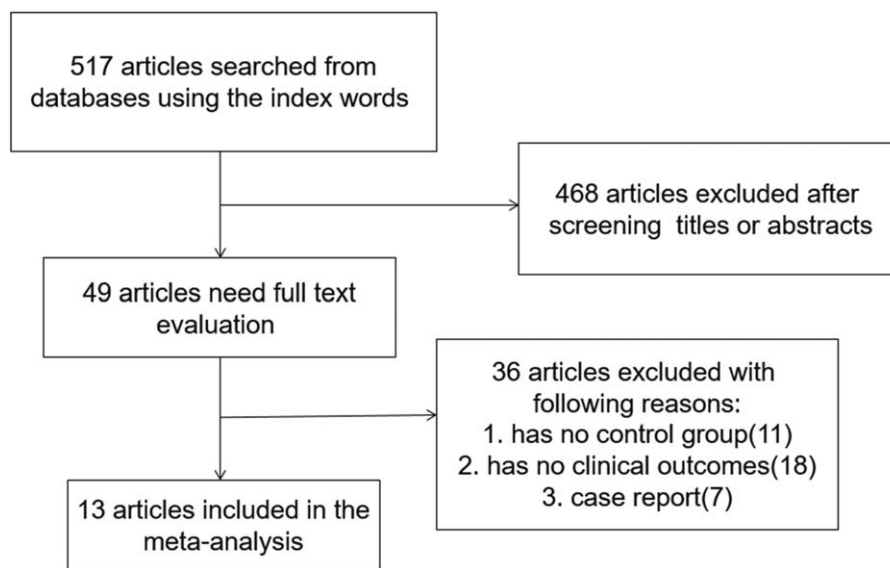 517 articles searched from
databases using the index words
468 articles excluded after
screening titles or abstracts
49 articles need full text
evaluation
36 articles excluded with
following reasons:
1. has no control group(11)
2. has no clinical outcomes(18)
3. case report(7)
13 articles included in the
meta-analysis